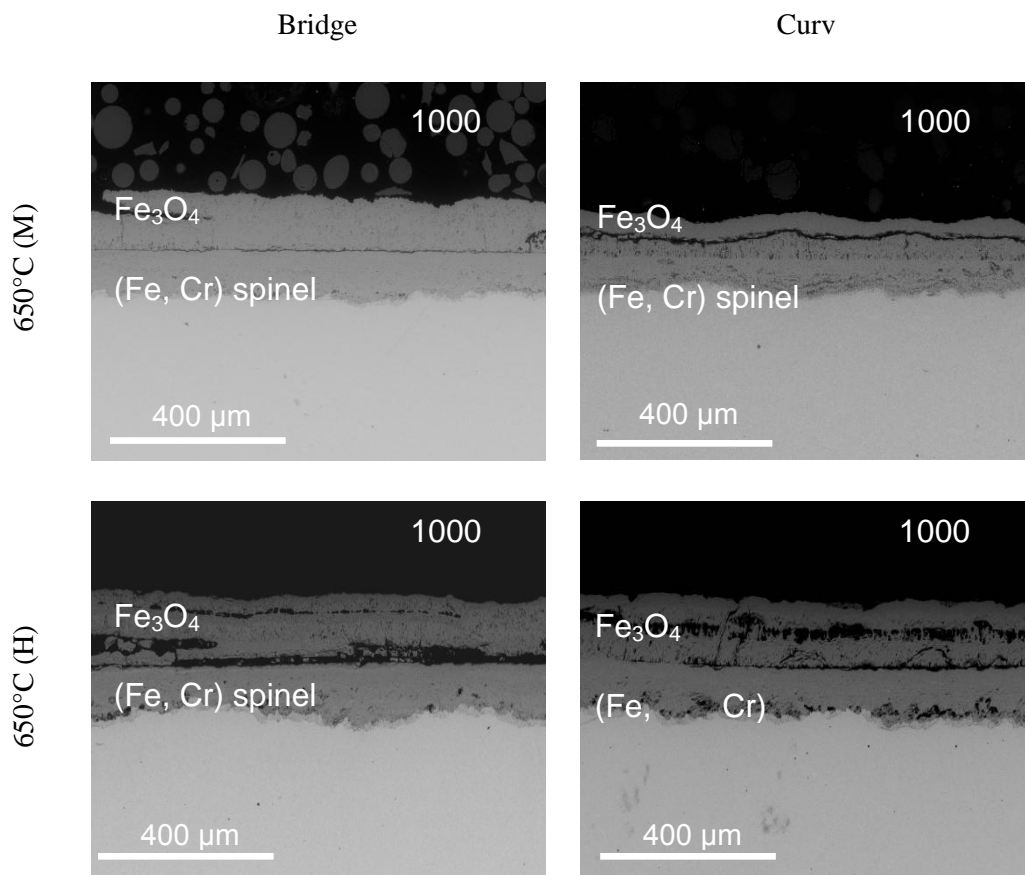 Bridge
Curv
650°C (M)
1000
Fe₃O₄
(Fe, Cr) spinel
400 µm
1000
Fe₃O₄
(Fe, Cr) spinel
400 µm
650°C (H)
1000
Fe₃O₄
(Fe, Cr) spinel
400 µm
1000
Fe₃O₄
(Fe, Cr)
400 µm